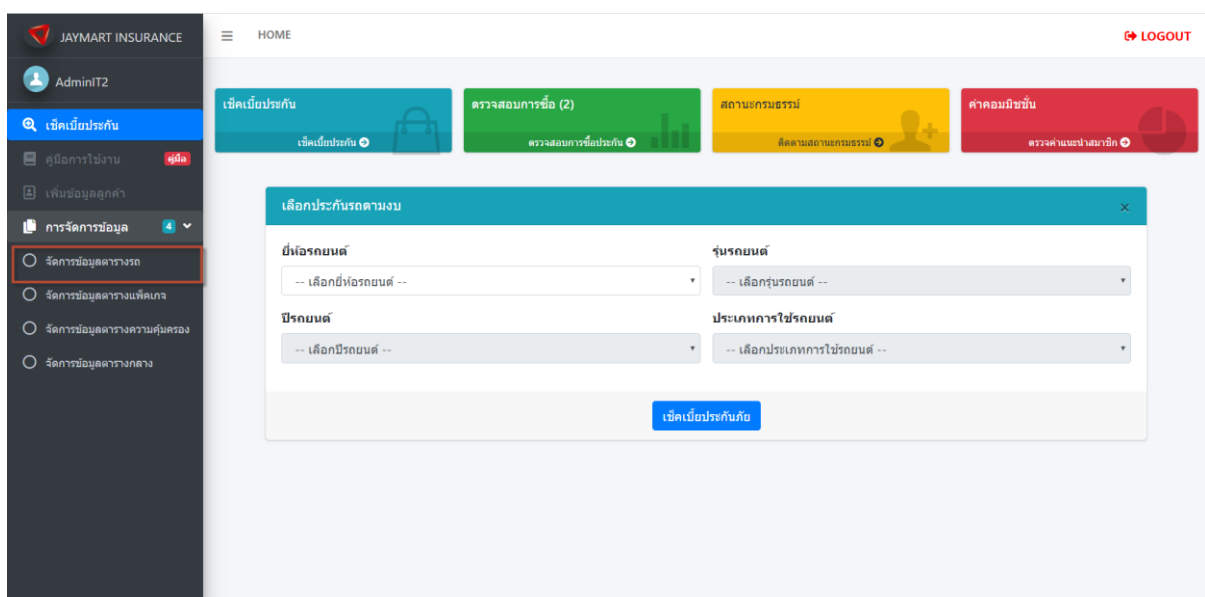 JAYMART INSURANCE
HOME
LOGOUT
AdminIT2
เช็คเบี้ยประกัน
คู่มือการใช้งาน
คู่มือ
เพิ่มข้อมูลลูกค้า
การจัดการข้อมูล
4
จัดการข้อมูลตารางรถ
จัดการข้อมูลตารางแพ็คเกจ
จัดการข้อมูลตารางความคุ้มครอง
จัดการข้อมูลตารางกลาง
เช็คเบี้ยประกัน
เช็คเบี้ยประกัน
ตรวจสอบการซื้อ (2)
ตรวจสอบการซื้อประกัน
สถานะกรมธรรม์
ติดตามสถานะกรมธรรม์
ค่าคอมมิชชั่น
ตรวจค่าแนะนำสมาชิก
เลือกประกันรถตามงบ
×
ยี่ห้อรถยนต์
-- เลือกยี่ห้อรถยนต์ --
รุ่นรถยนต์
-- เลือกรุ่นรถยนต์ --
ปีรถยนต์
-- เลือกปีรถยนต์ --
ประเภทการใช้รถยนต์
-- เลือกประเภทการใช้รถยนต์ --
เช็คเบี้ยประกันภัย